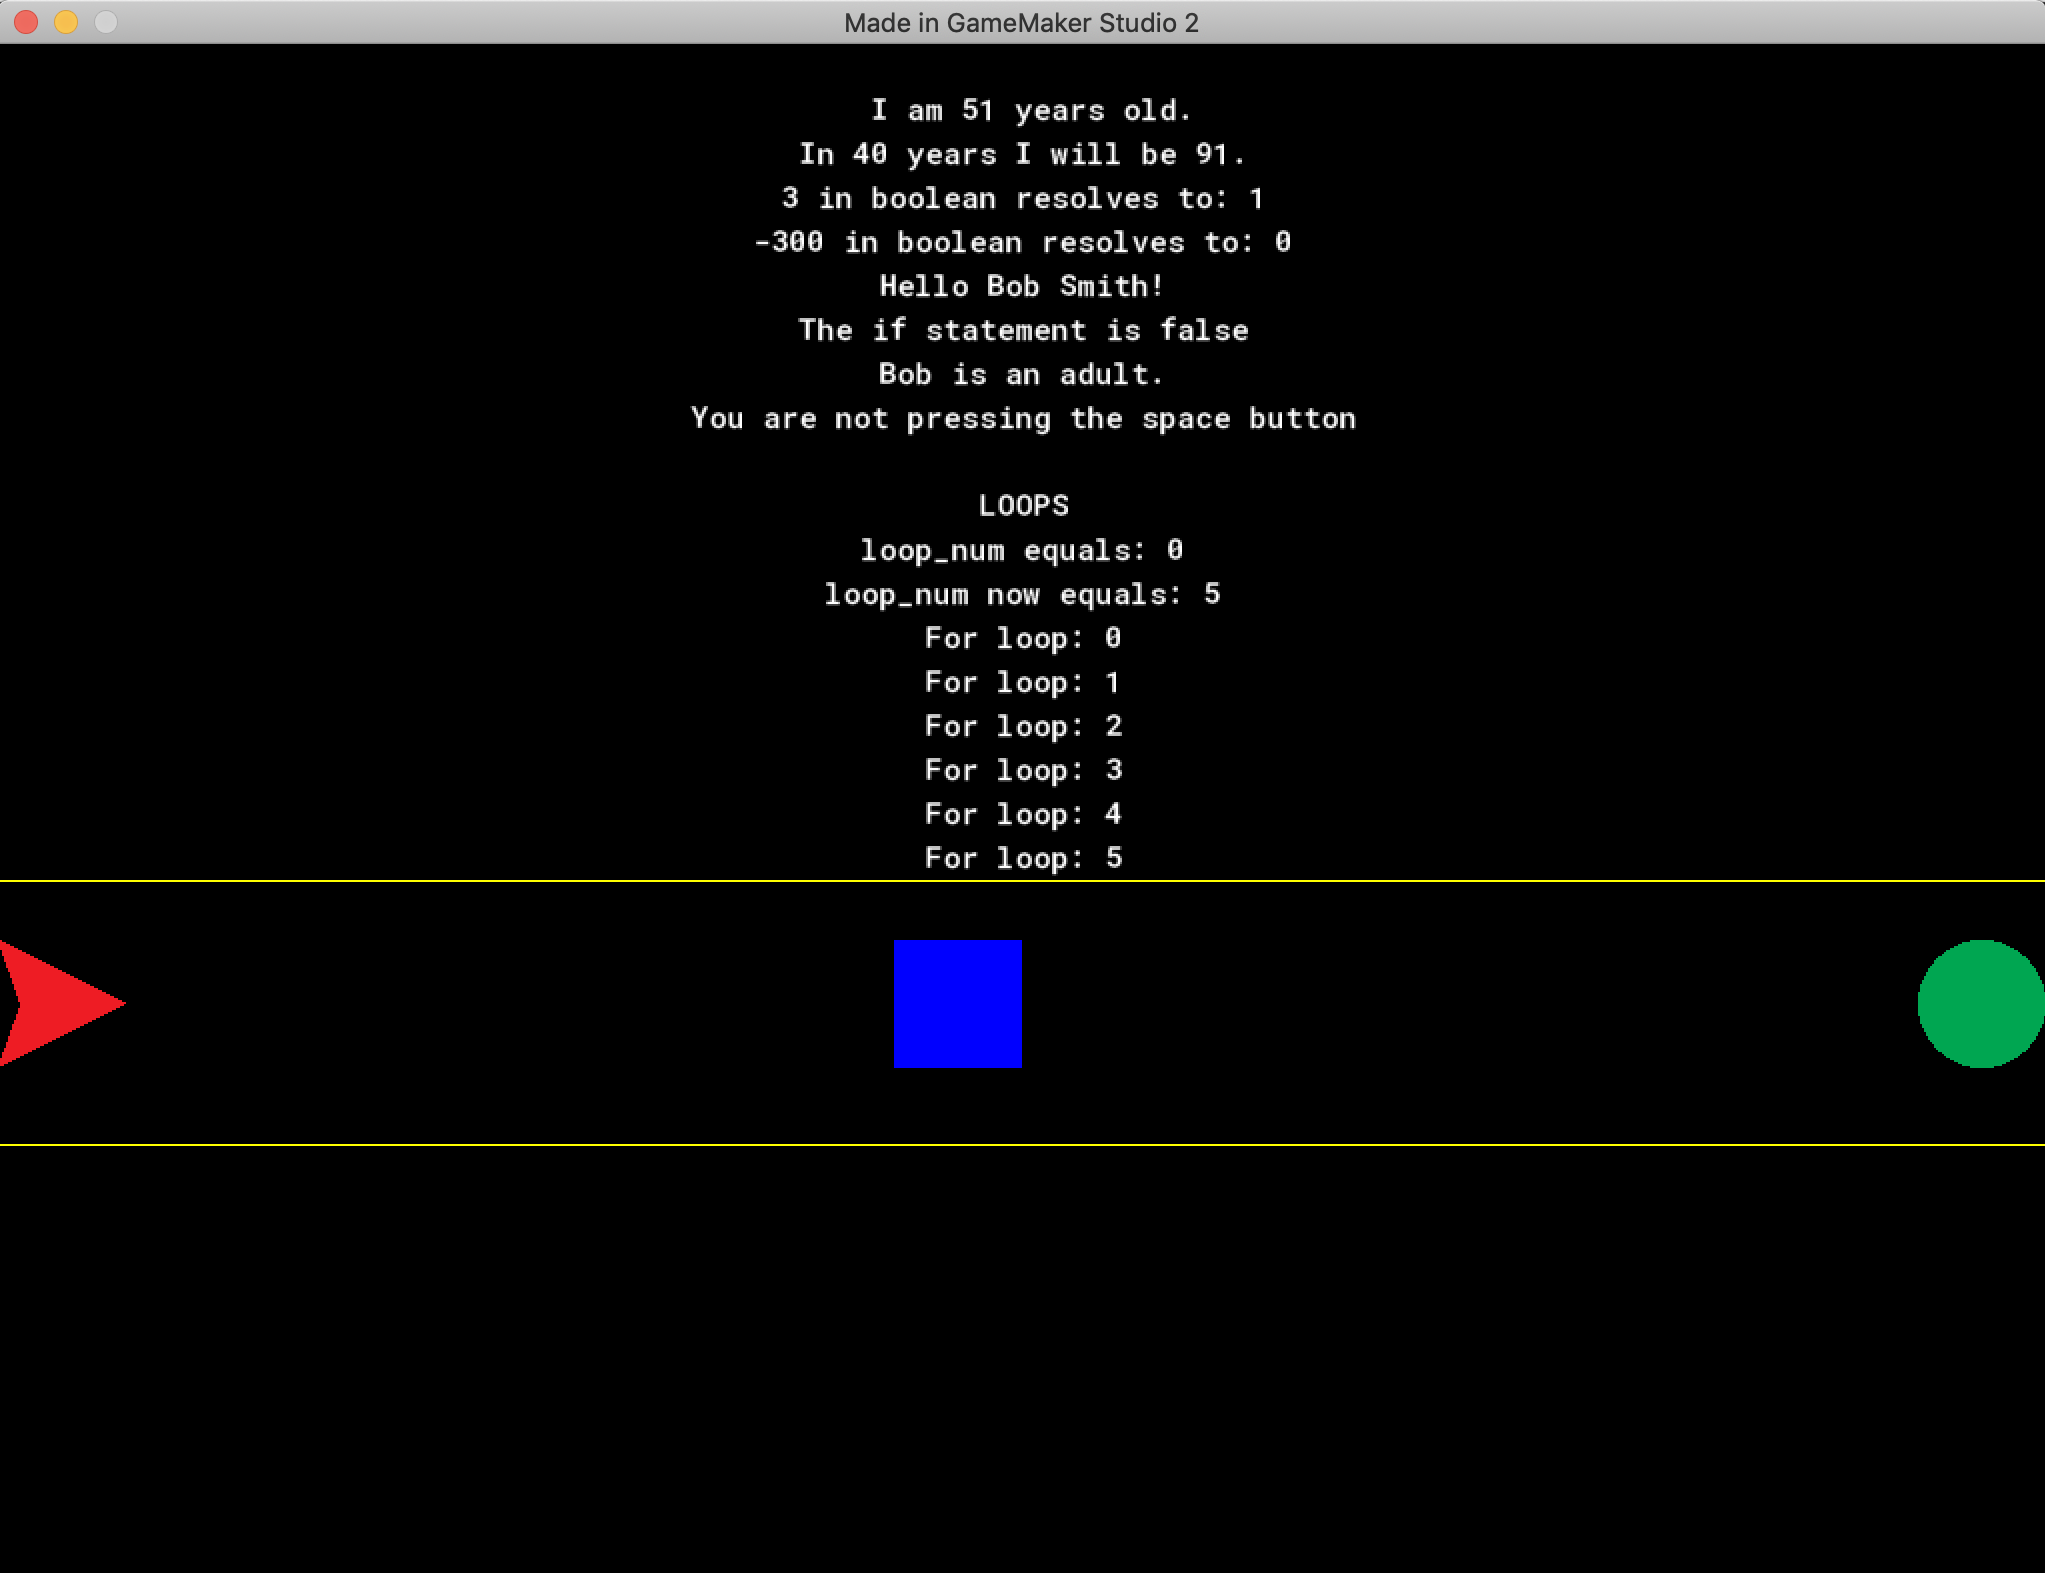 Made in GameMaker Studio 2
I am 51 years old.
In 40 years I will be 91.
3 in boolean resolves to: 1
-300 in boolean resolves to: 0
Hello Bob Smith!
The if statement is false
Bob is an adult.
You are not pressing the space button
LOOPS
loop_num equals: 0
loop_num now equals: 5
For loop: 0
For loop: 1
For loop: 2
For loop: 3
For loop: 4
For loop: 5